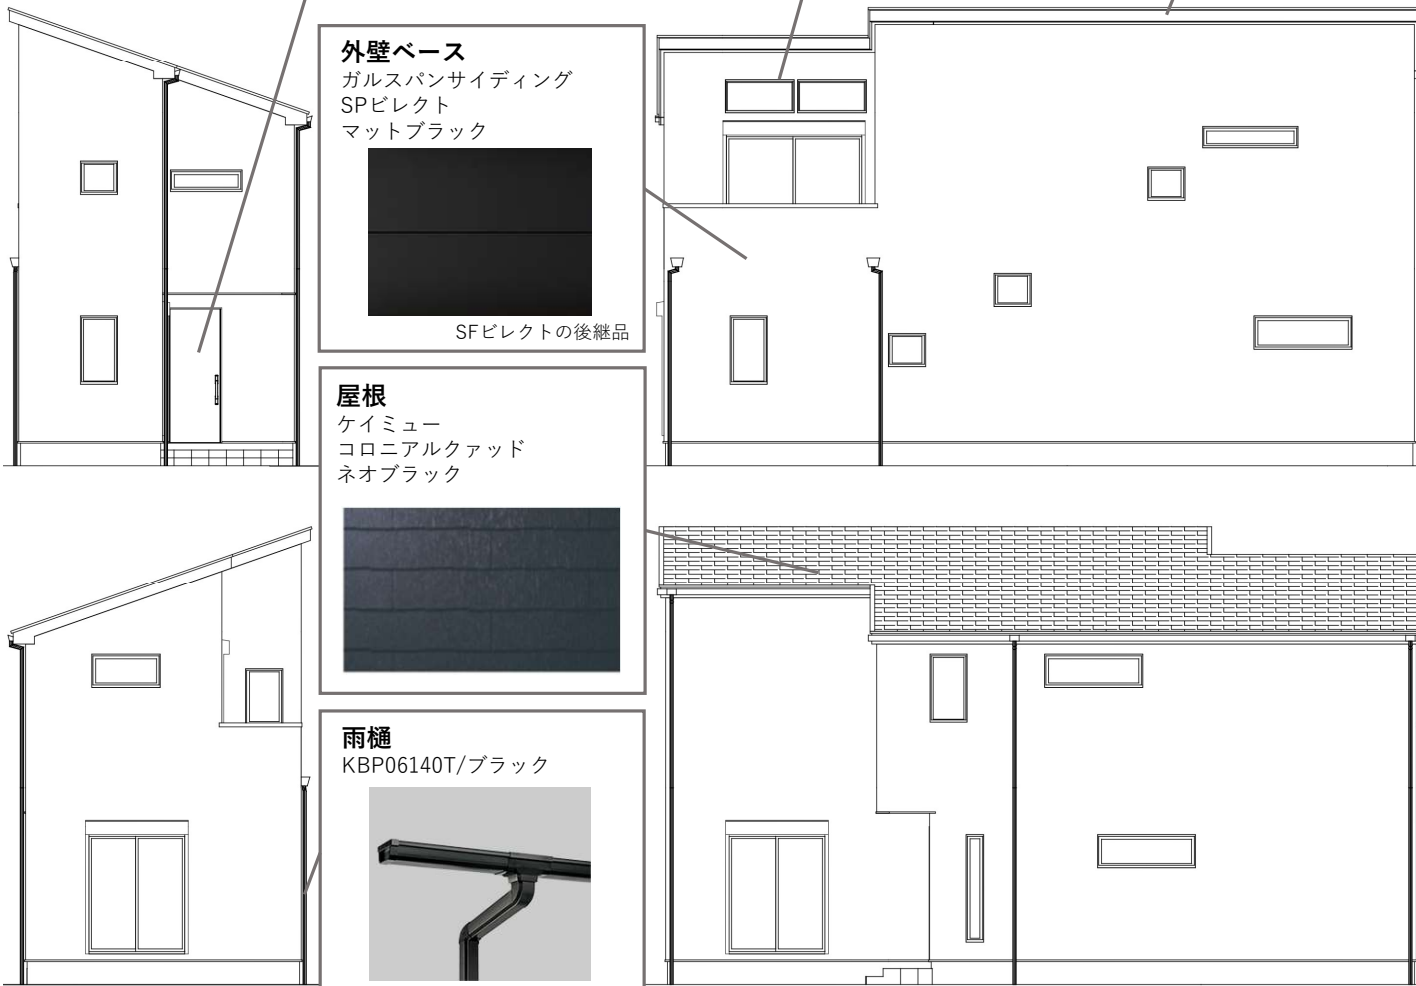 外壁ベース
ガルスパンサイディング
SPビレクト
マットブラック
SFビレクトの後継品
屋根
ケイミュー
コロニアルクァッド
ネオブラック
雨樋
KBP06140T/ブラック